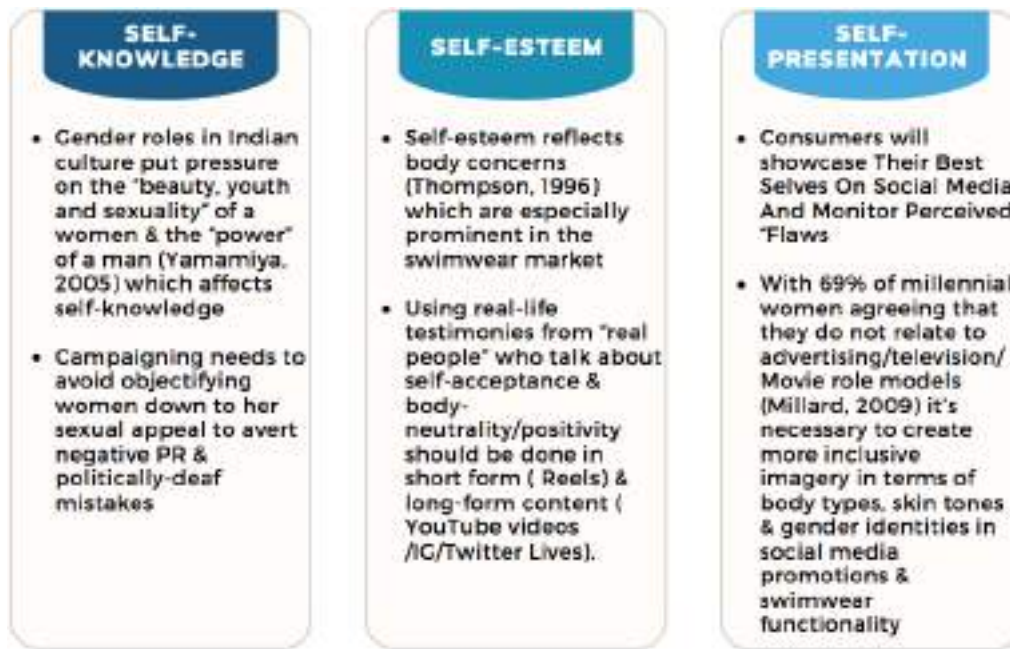 SELF-
KNOWLEDGE
• Gender roles in Indian
culture put pressure
on the "beauty, youth
and sexuality" of a
women & the "power"
of a man (Yamamiya,
2005) which affects
self-knowledge
• Campaigning needs to
avoid objectifying
women down to her
sexual appeal to avert
negative PR &
politically-deaf
mistakes
SELF-ESTEEM
• Self-esteem reflects
body concerns
(Thompson, 1996)
which are especially
prominent in the
swimwear market
• Using real-life
testimonies from "real
people" who talk about
self-acceptance &
body-
neutrality/positivity
should be done in
short form ( Reels) &
long-form content (
YouTube videos
/IG/Twitter Lives).
SELF-
PRESENTATION
• Consumers will
showcase Their Best
Selves On Social Media
And Monitor Perceived
"Flaws
• With 69% of millennial
women agreeing that
they do not relate to
advertising/television/
Movie role models
(Millard, 2009) it's
necessary to create
more inclusive
imagery in terms of
body types, skin tones
& gender identities in
social media
promotions &
swimwear
functionality